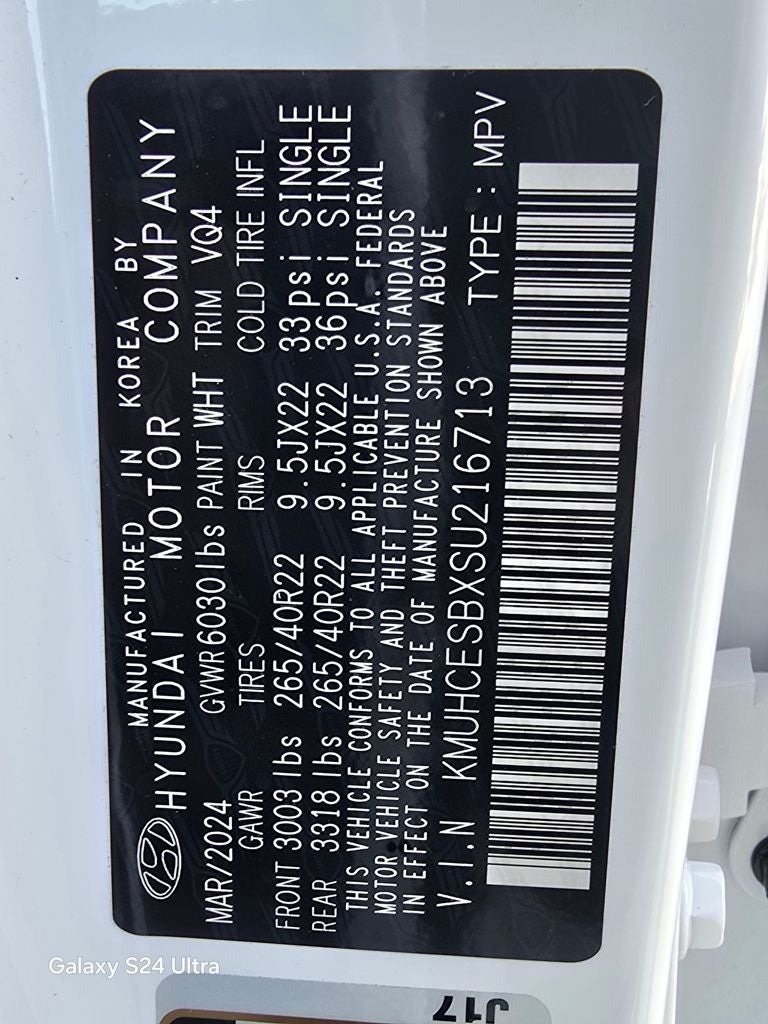 MANUFACTURED IN KOREA BY
HYUNDAI MOTOR COMPANY
MAR/2024 GVWR 6030 lbs PAINT WHT TRIM VQ4
GAWR TIRES RIMS COLD TIRE INFL
FRONT 3003 lbs 265/40R22 9.5JX22 33psi SINGLE
REAR 3318 lbs 265/40R22 9.5JX22 36psi SINGLE
THIS VEHICLE CONFORMS TO ALL APPLICABLE U.S.A. FEDERAL
MOTOR VEHICLE SAFETY AND THEFT PREVENTION STANDARDS
IN EFFECT ON THE DATE OF MANUFACTURE SHOWN ABOVE
V.I.N KMUHCESBXSU216713 TYPE : MPV
Galaxy S24 Ultra
J17